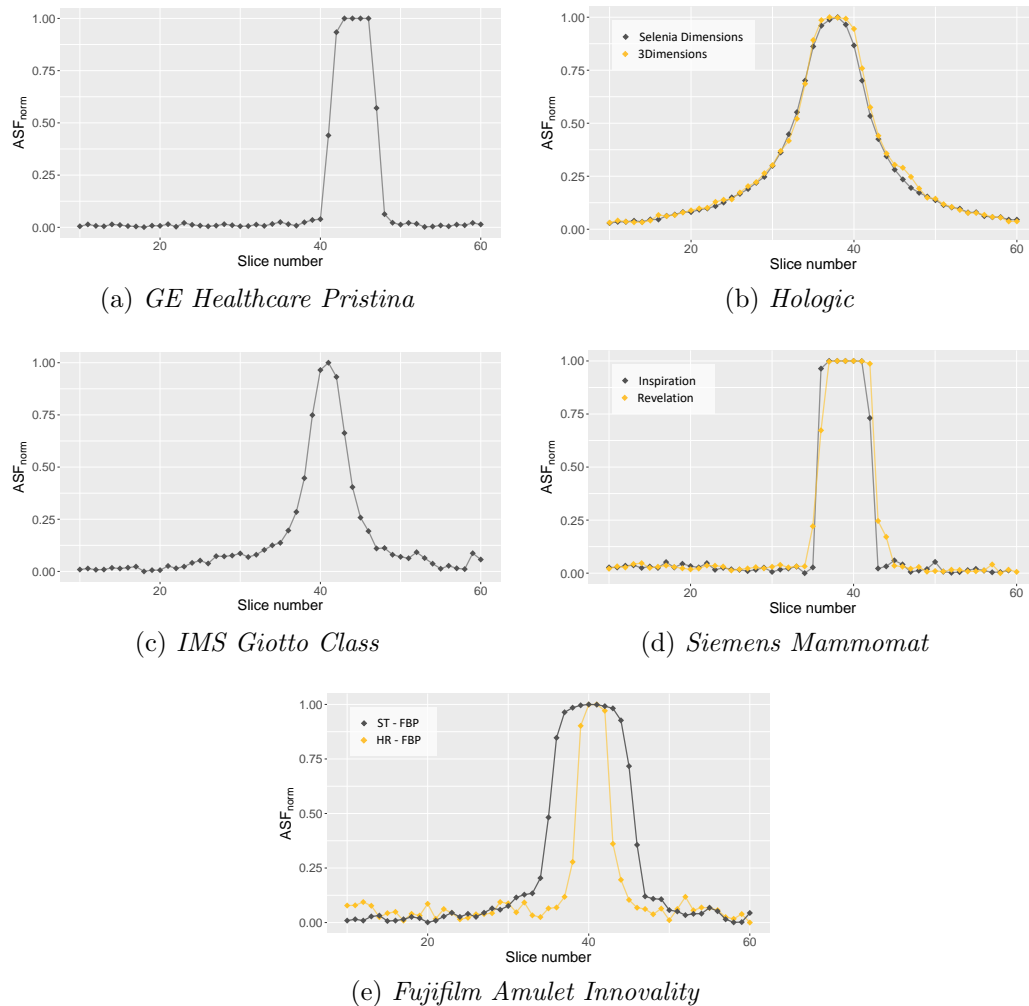 1.00
0.75
0.50
0.25
0.00
ASFnorm
20
40
60
Slice number
(a) GE Healthcare Pristina
1.00
0.75
0.50
0.25
0.00
ASFnorm
Selenia Dimensions
3Dimensions
20
40
60
Slice number
(b) Hologic
1.00
0.75
0.50
0.25
0.00
ASFnorm
20
40
60
Slice number
(c) IMS Giotto Class
1.00
0.75
0.50
0.25
0.00
ASFnorm
Inspiration
Revelation
20
40
60
Slice number
(d) Siemens Mammomat
1.00
0.75
0.50
0.25
0.00
ASFnorm
ST - FBP
HR - FBP
20
40
60
Slice number
(e) Fujifilm Amulet Innovality